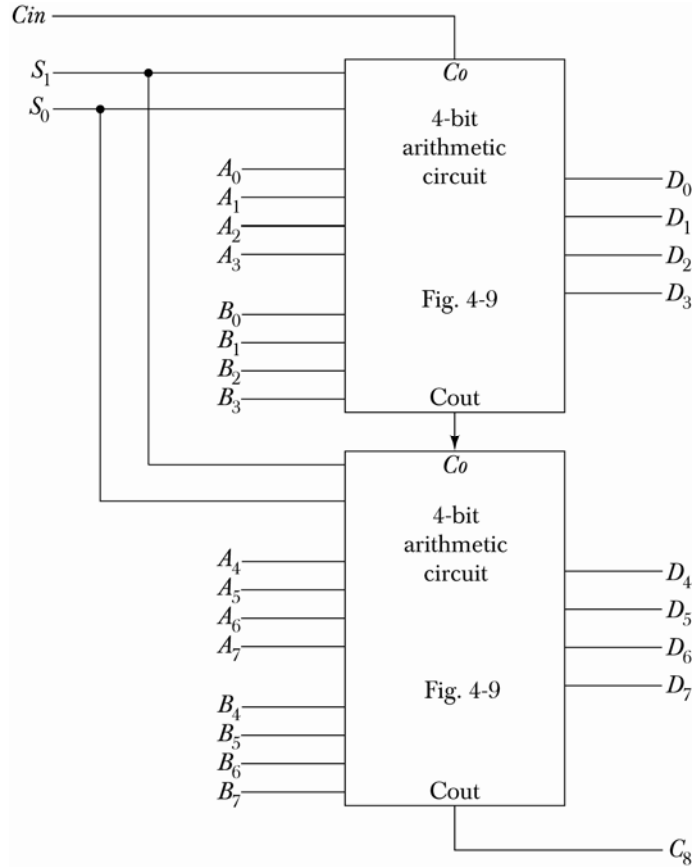 Cin
S₁
Co
S₀
4-bit
arithmetic
circuit
A₀
D₀
A₁
D₁
A₂
D₂
A₃
D₃
Fig. 4-9
B₀
B₁
B₂
B₃
Cout
Co
4-bit
arithmetic
circuit
A₄
D₄
A₅
D₅
A₆
D₆
A₇
D₇
Fig. 4-9
B₄
B₅
B₆
B₇
Cout
C₈